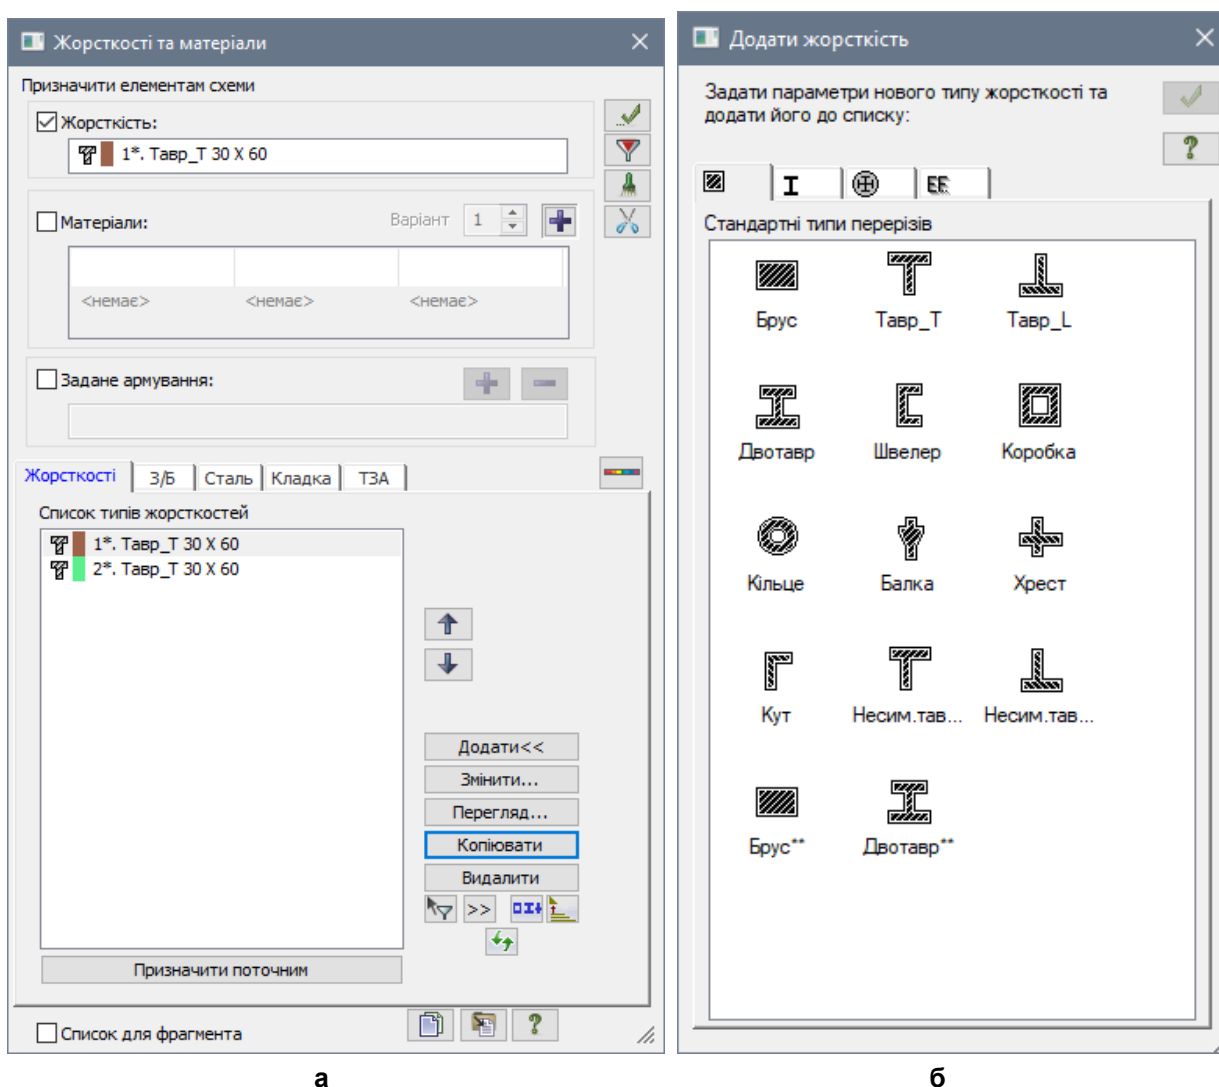 Жорсткості та матеріали
Призначити елементам схеми
Жорсткість:
1*. Тавр_Т 30 X 60
Матеріали:
Варіант 1
<немає> <немає> <немає>
Задане армування:
Жорсткості З/Б Сталь Кладка ТЗА
Список типів жорсткостей
1*. Тавр_Т 30 X 60
2*. Тавр_Т 30 X 60
Додати<<
Змінити...
Перегляд...
Копіювати
Видалити
>>
Призначити поточним
Список для фрагмента
а
Додати жорсткість
Задати параметри нового типу жорсткості та
додати його до списку:
Стандартні типи перерізів
Брус Тавр_Т Тавр_L
Двотавр Швелер Коробка
Кільце Балка Хрест
Кут Несим.тав... Несим.тав...
Брус** Двотавр**
б